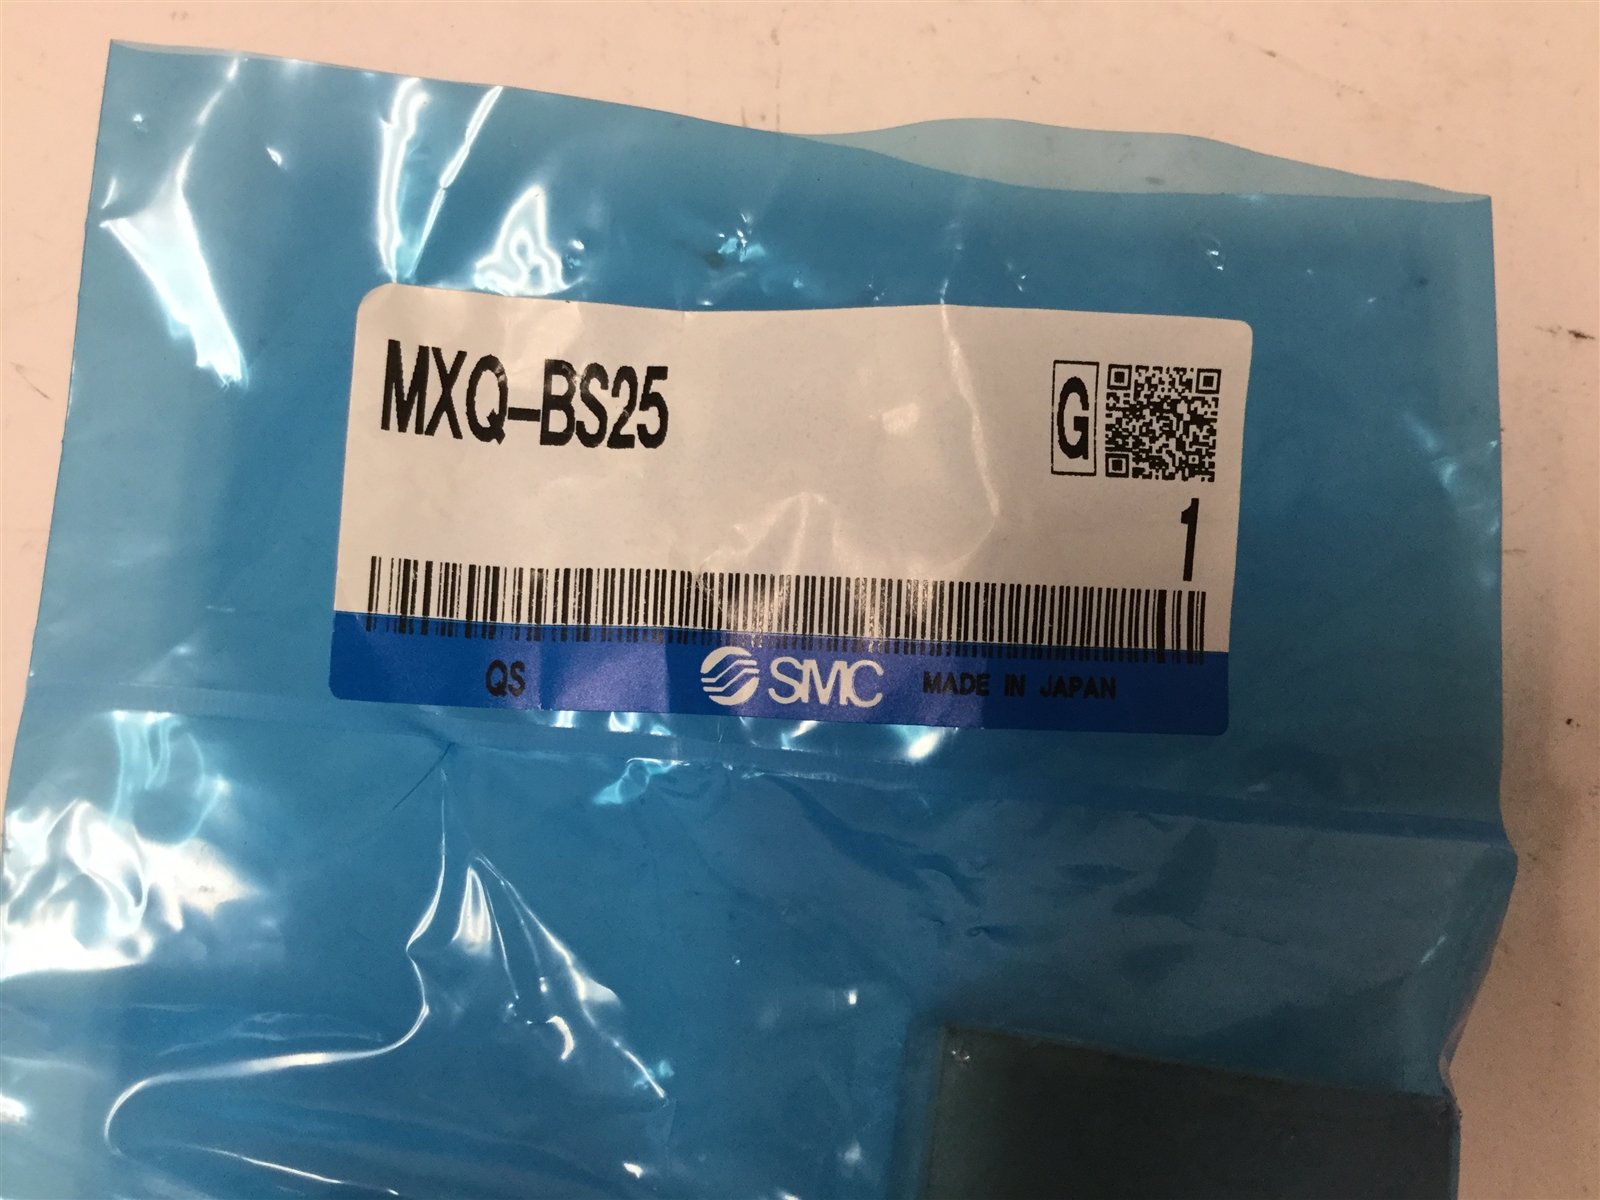 MXQ-BS25
G
1
QS SMC MADE IN JAPAN